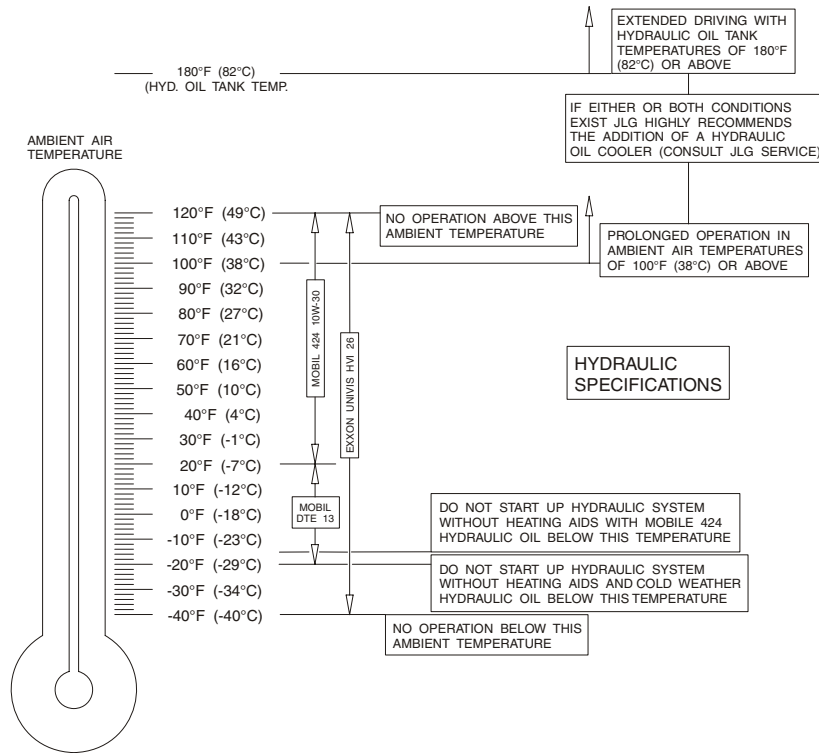 EXTENDED DRIVING WITH
HYDRAULIC OIL TANK
TEMPERATURES OF 180°F
(82°C) OR ABOVE
180°F (82°C)
(HYD. OIL TANK TEMP.
IF EITHER OR BOTH CONDITIONS
EXIST JLG HIGHLY RECOMMENDS
THE ADDITION OF A HYDRAULIC
OIL COOLER (CONSULT JLG SERVICE)
AMBIENT AIR
TEMPERATURE
120°F (49°C)
110°F (43°C)
100°F (38°C)
90°F (32°C)
80°F (27°C)
70°F (21°C)
60°F (16°C)
50°F (10°C)
40°F (4°C)
30°F (-1°C)
20°F (-7°C)
10°F (-12°C)
0°F (-18°C)
-10°F (-23°C)
-20°F (-29°C)
-30°F (-34°C)
-40°F (-40°C)
MOBIL 424 10W-30
EXXON UNIVIS HVI 26
MOBIL
DTE 13
NO OPERATION ABOVE THIS
AMBIENT TEMPERATURE
PROLONGED OPERATION IN
AMBIENT AIR TEMPERATURES
OF 100°F (38°C) OR ABOVE
HYDRAULIC
SPECIFICATIONS
DO NOT START UP HYDRAULIC SYSTEM
WITHOUT HEATING AIDS WITH MOBILE 424
HYDRAULIC OIL BELOW THIS TEMPERATURE
DO NOT START UP HYDRAULIC SYSTEM
WITHOUT HEATING AIDS AND COLD WEATHER
HYDRAULIC OIL BELOW THIS TEMPERATURE
NO OPERATION BELOW THIS
AMBIENT TEMPERATURE